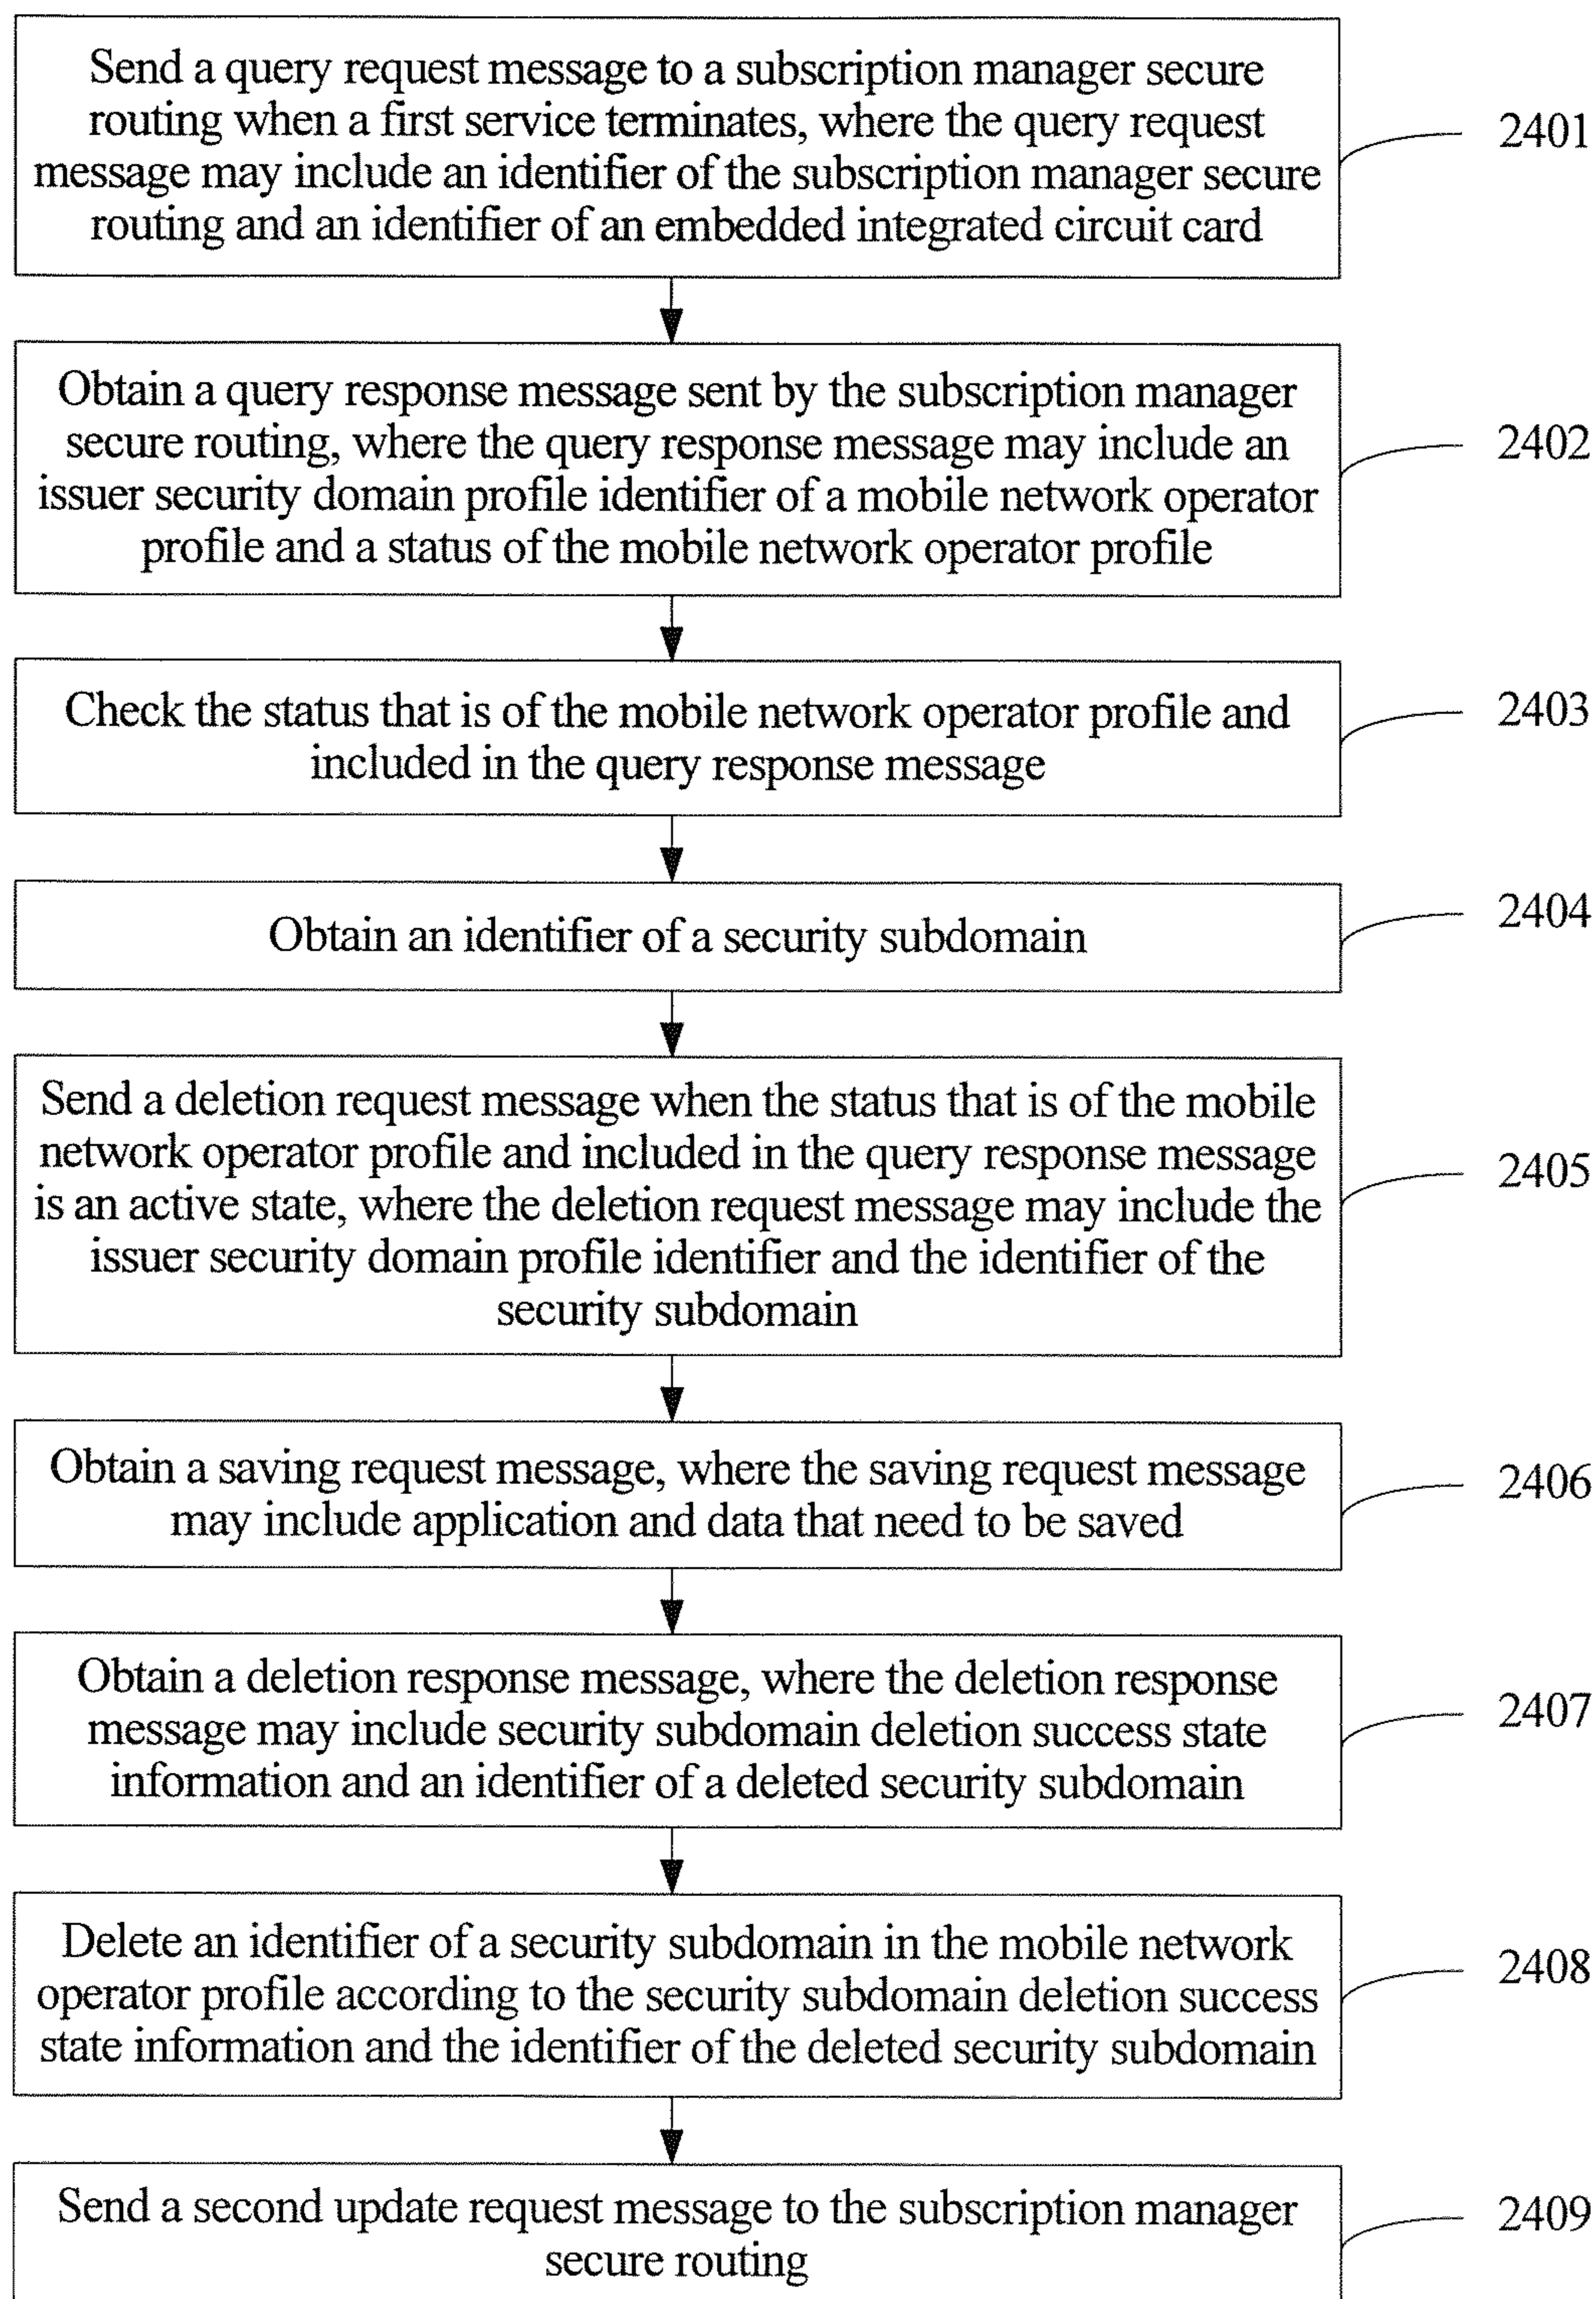 Send a query request message to a subscription manager secure
routing when a first service terminates, where the query request
message may include an identifier of the subscription manager secure
routing and an identifier of an embedded integrated circuit card
2401
Obtain a query response message sent by the subscription manager
secure routing, where the query response message may include an
issuer security domain profile identifier of a mobile network operator
profile and a status of the mobile network operator profile
2402
Check the status that is of the mobile network operator profile and
included in the query response message
2403
Obtain an identifier of a security subdomain
2404
Send a deletion request message when the status that is of the mobile
network operator profile and included in the query response message
is an active state, where the deletion request message may include the
issuer security domain profile identifier and the identifier of the
security subdomain
2405
Obtain a saving request message, where the saving request message
may include application and data that need to be saved
2406
Obtain a deletion response message, where the deletion response
message may include security subdomain deletion success state
information and an identifier of a deleted security subdomain
2407
Delete an identifier of a security subdomain in the mobile network
operator profile according to the security subdomain deletion success
state information and the identifier of the deleted security subdomain
2408
Send a second update request message to the subscription manager
secure routing
2409